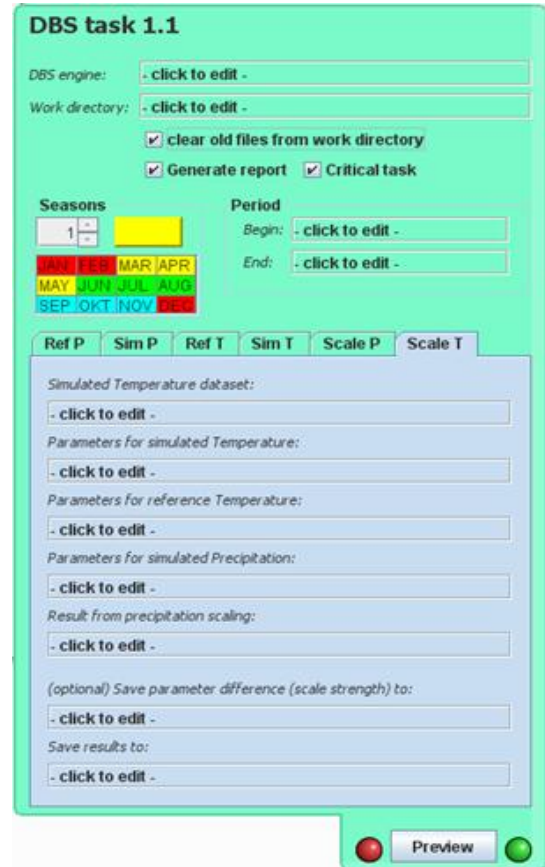 DBS task 1.1
DBS engine: - click to edit -
Work directory: - click to edit -
clear old files from work directory
Generate report Critical task
Seasons Period
1
Begin: - click to edit -
End: - click to edit -
JAN FEB MAR APR
MAY JUN JUL AUG
SEP OKT NOV DEC
Ref P Sim P Ref T Sim T Scale P Scale T
Simulated Temperature dataset:
- click to edit -
Parameters for simulated Temperature:
- click to edit -
Parameters for reference Temperature:
- click to edit -
Parameters for simulated Precipitation:
- click to edit -
Result from precipitation scaling:
- click to edit -
(optional) Save parameter difference (scale strength) to:
- click to edit -
Save results to:
- click to edit -
Preview